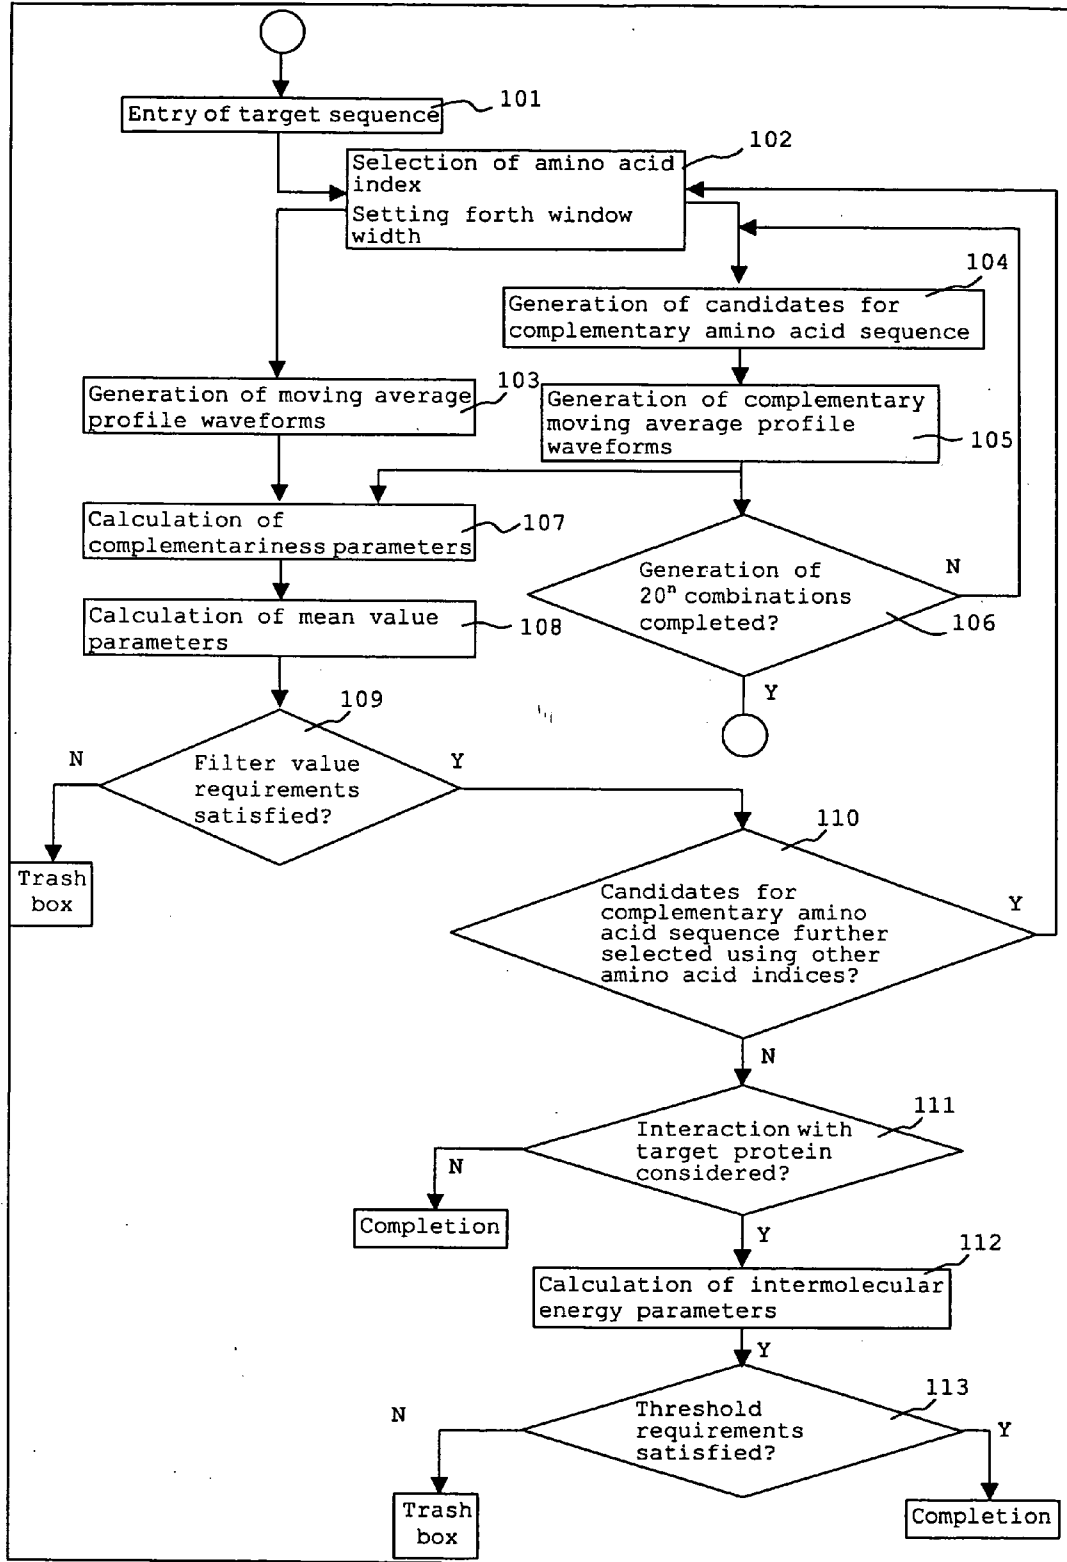 Entry of target sequence
101
Selection of amino acid
index
Setting forth window
width
102
104
Generation of candidates for
complementary amino acid sequence
Generation of moving average
profile waveforms
103
Generation of complementary
moving average profile
waveforms
105
Calculation of
complementariness parameters
107
Generation of
20ⁿ combinations
completed?
N
106
Y
Calculation of mean value
parameters
108
109
N
Filter value
requirements
satisfied?
Y
Trash
box
110
Candidates for
complementary amino
acid sequence further
selected using other
amino acid indices?
Y
N
111
Interaction with
target protein
considered?
N
Completion
Y
112
Calculation of intermolecular
energy parameters
Y
113
N
Threshold
requirements
satisfied?
Y
Trash
box
Completion